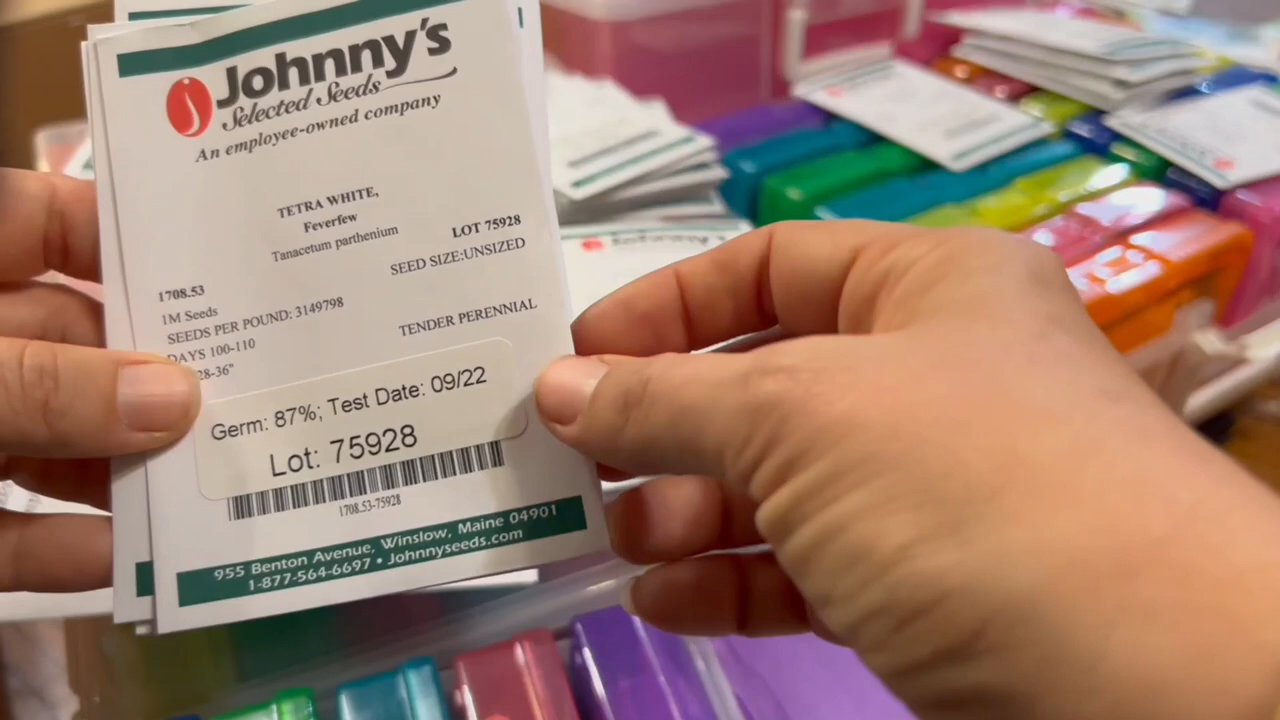 Johnny's
Selected Seeds
An employee-owned company
TETRA WHITE,
Feverfew
Tanacetum parthenium
LOT 75928
SEED SIZE:UNSIZED
1708.53
1M Seeds
SEEDS PER POUND: 3149798
TENDER PERENNIAL
DAYS 100-110
28-36"
Germ: 87%; Test Date: 09/22
Lot: 75928
1708.53-75928
955 Benton Avenue, Winslow, Maine 04901
1-877-564-6697 • Johnnyseeds.com